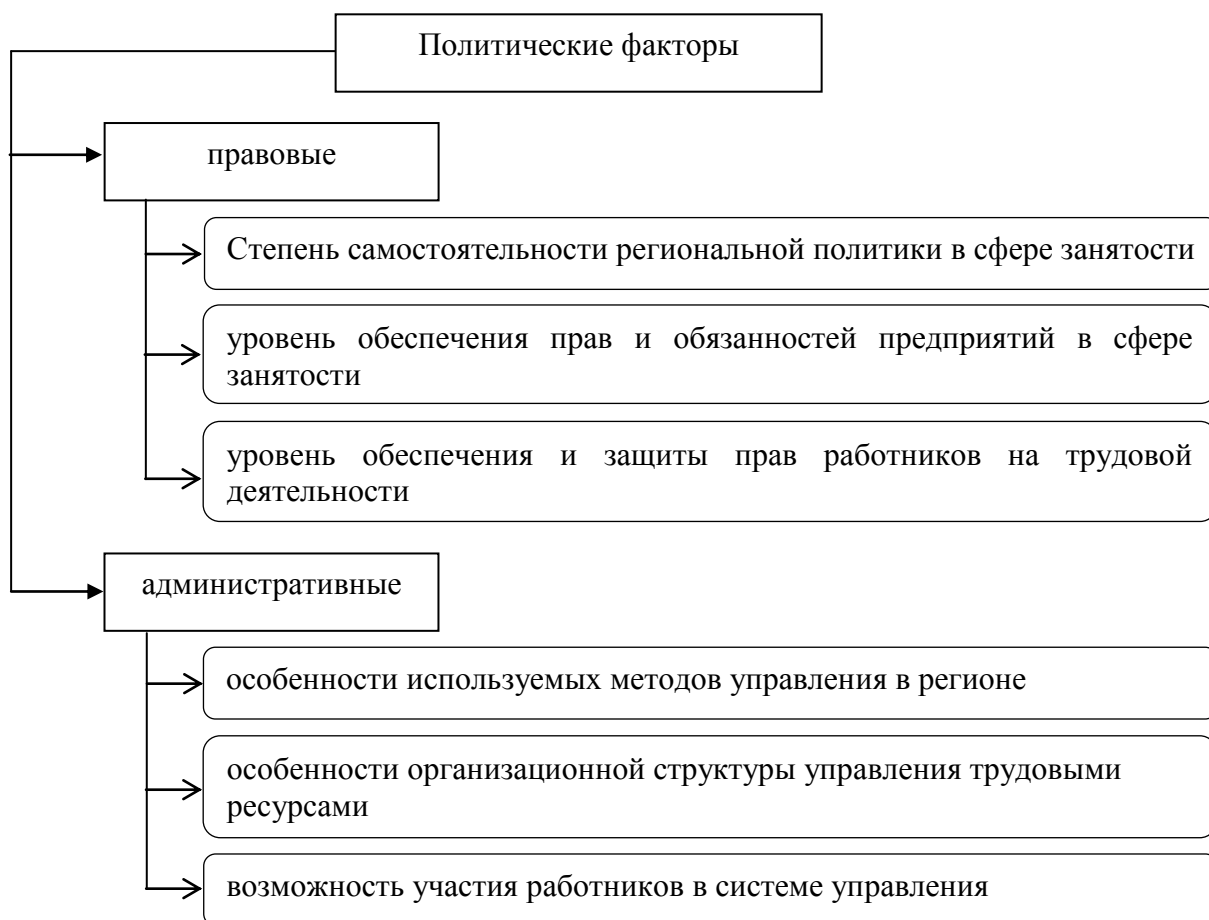 Политические факторы
правовые
Степень самостоятельности региональной политики в сфере занятости
уровень обеспечения прав и обязанностей предприятий в сфере
занятости
уровень обеспечения и защиты прав работников на трудовой
деятельности
административные
особенности используемых методов управления в регионе
особенности организационной структуры управления трудовыми
ресурсами
возможность участия работников в системе управления